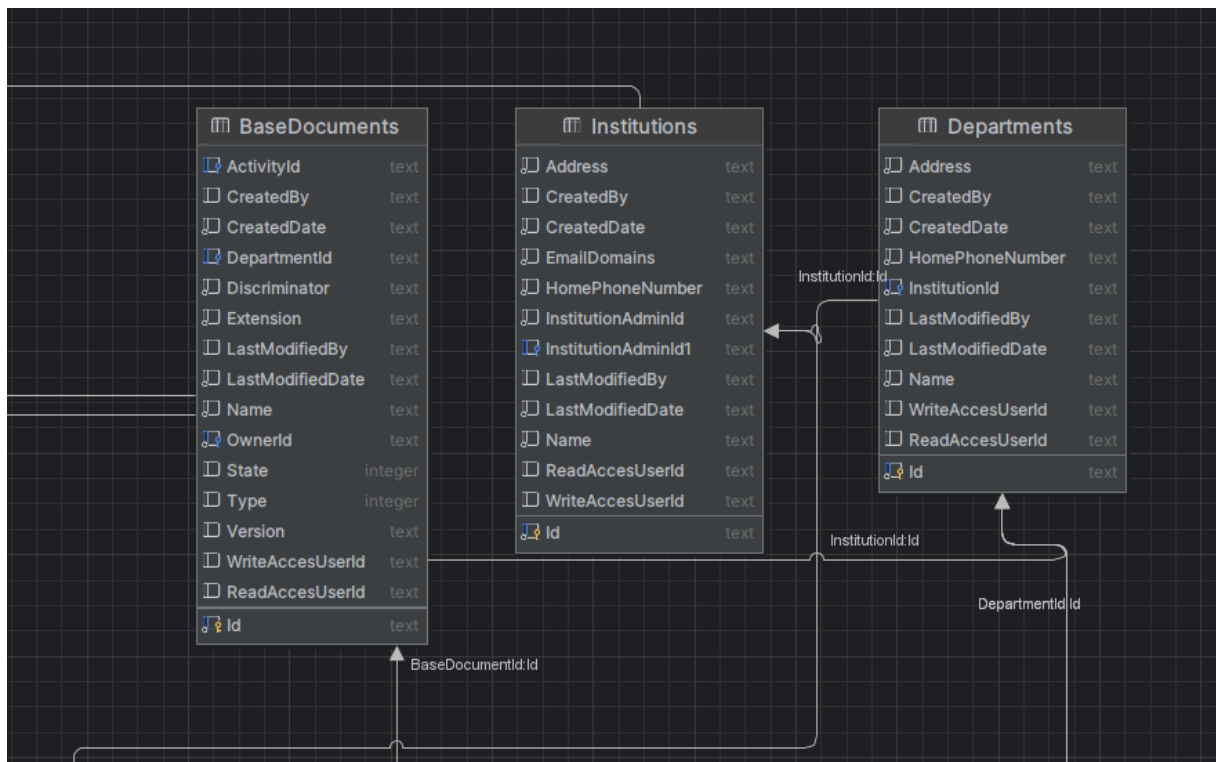 BaseDocuments
ActivityId text
CreatedBy text
CreatedDate text
DepartmentId text
Discriminator text
Extension text
LastModifiedBy text
LastModifiedDate text
Name text
OwnerId text
State integer
Type integer
Version text
WriteAccesUserId text
ReadAccesUserId text
Id text
BaseDocumentId:Id
Institutions
Address text
CreatedBy text
CreatedDate text
EmailDomains text
HomePhoneNumber text
InstitutionAdminId text
InstitutionAdminId1 text
LastModifiedBy text
LastModifiedDate text
Name text
ReadAccesUserId text
WriteAccesUserId text
Id text
InstitutionId:Id
Departments
Address text
CreatedBy text
CreatedDate text
HomePhoneNumber text
InstitutionId text
LastModifiedBy text
LastModifiedDate text
Name text
WriteAccesUserId text
ReadAccesUserId text
Id text
InstitutionId:Id
DepartmentId:Id